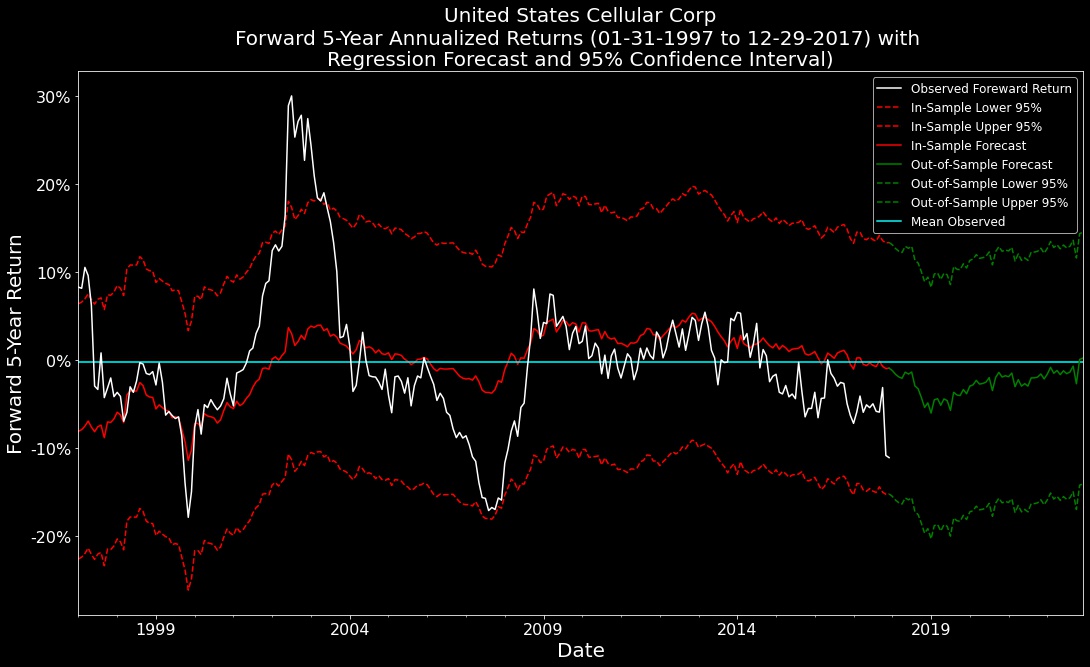 United States Cellular Corp
Forward 5-Year Annualized Returns (01-31-1997 to 12-29-2017) with
Regression Forecast and 95% Confidence Interval)
Observed Foreward Return
In-Sample Lower 95%
In-Sample Upper 95%
In-Sample Forecast
Out-of-Sample Forecast
Out-of-Sample Lower 95%
Out-of-Sample Upper 95%
Mean Observed
Forward 5-Year Return
30%
20%
10%
0%
-10%
-20%
1999
2004
2009
2014
2019
Date